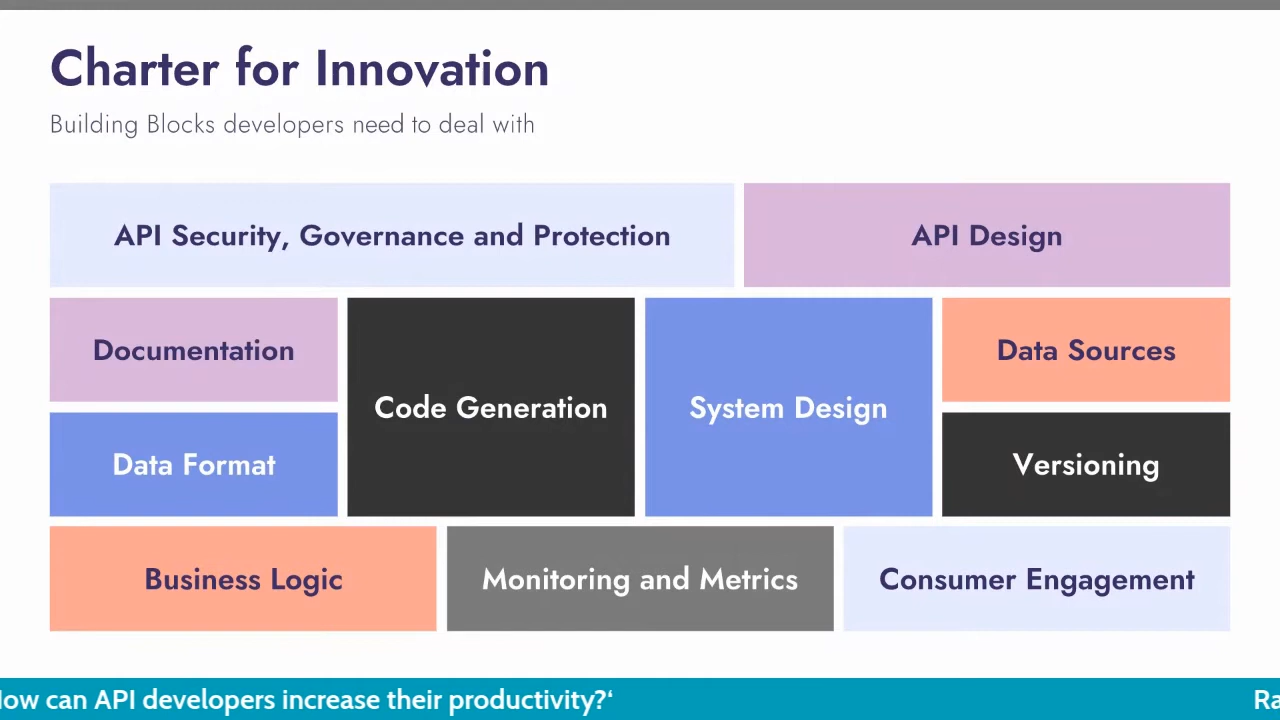 Charter for Innovation
Building Blocks developers need to deal with
API Security, Governance and Protection
API Design
Documentation
Code Generation
System Design
Data Sources
Data Format
Versioning
Business Logic
Monitoring and Metrics
Consumer Engagement
can API developers increase their productivity?‘